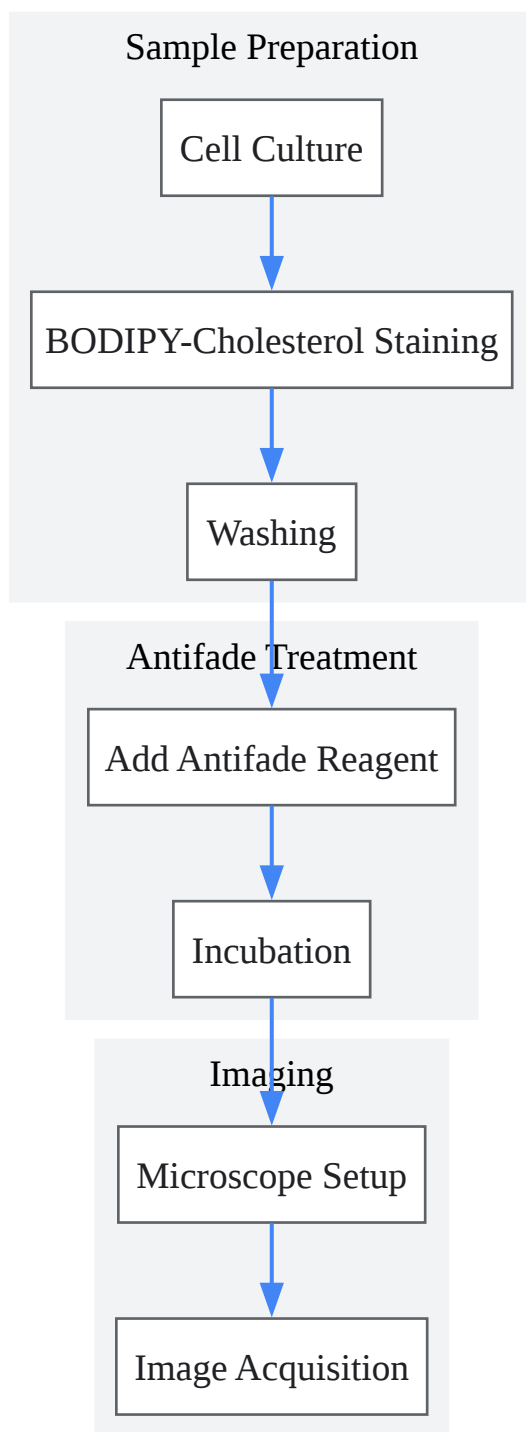 Sample Preparation
Cell Culture
BODIPY-Cholesterol Staining
Washing
Antifade Treatment
Add Antifade Reagent
Incubation
Imaging
Microscope Setup
Image Acquisition